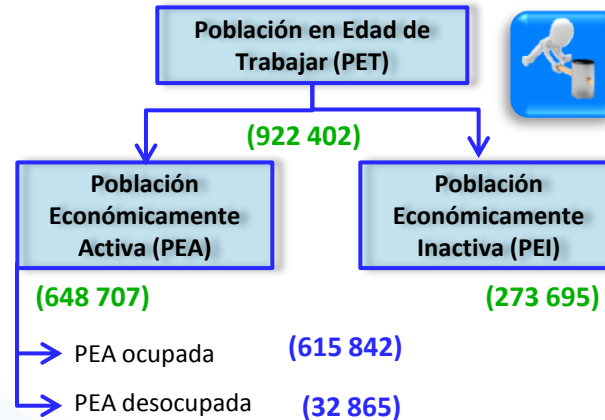 Población en Edad de
Trabajar (PET)
(922 402)
Población
Económicamente
Activa (PEA)
Población
Económicamente
Inactiva (PEI)
(648 707)
(273 695)
PEA ocupada (615 842)
PEA desocupada (32 865)